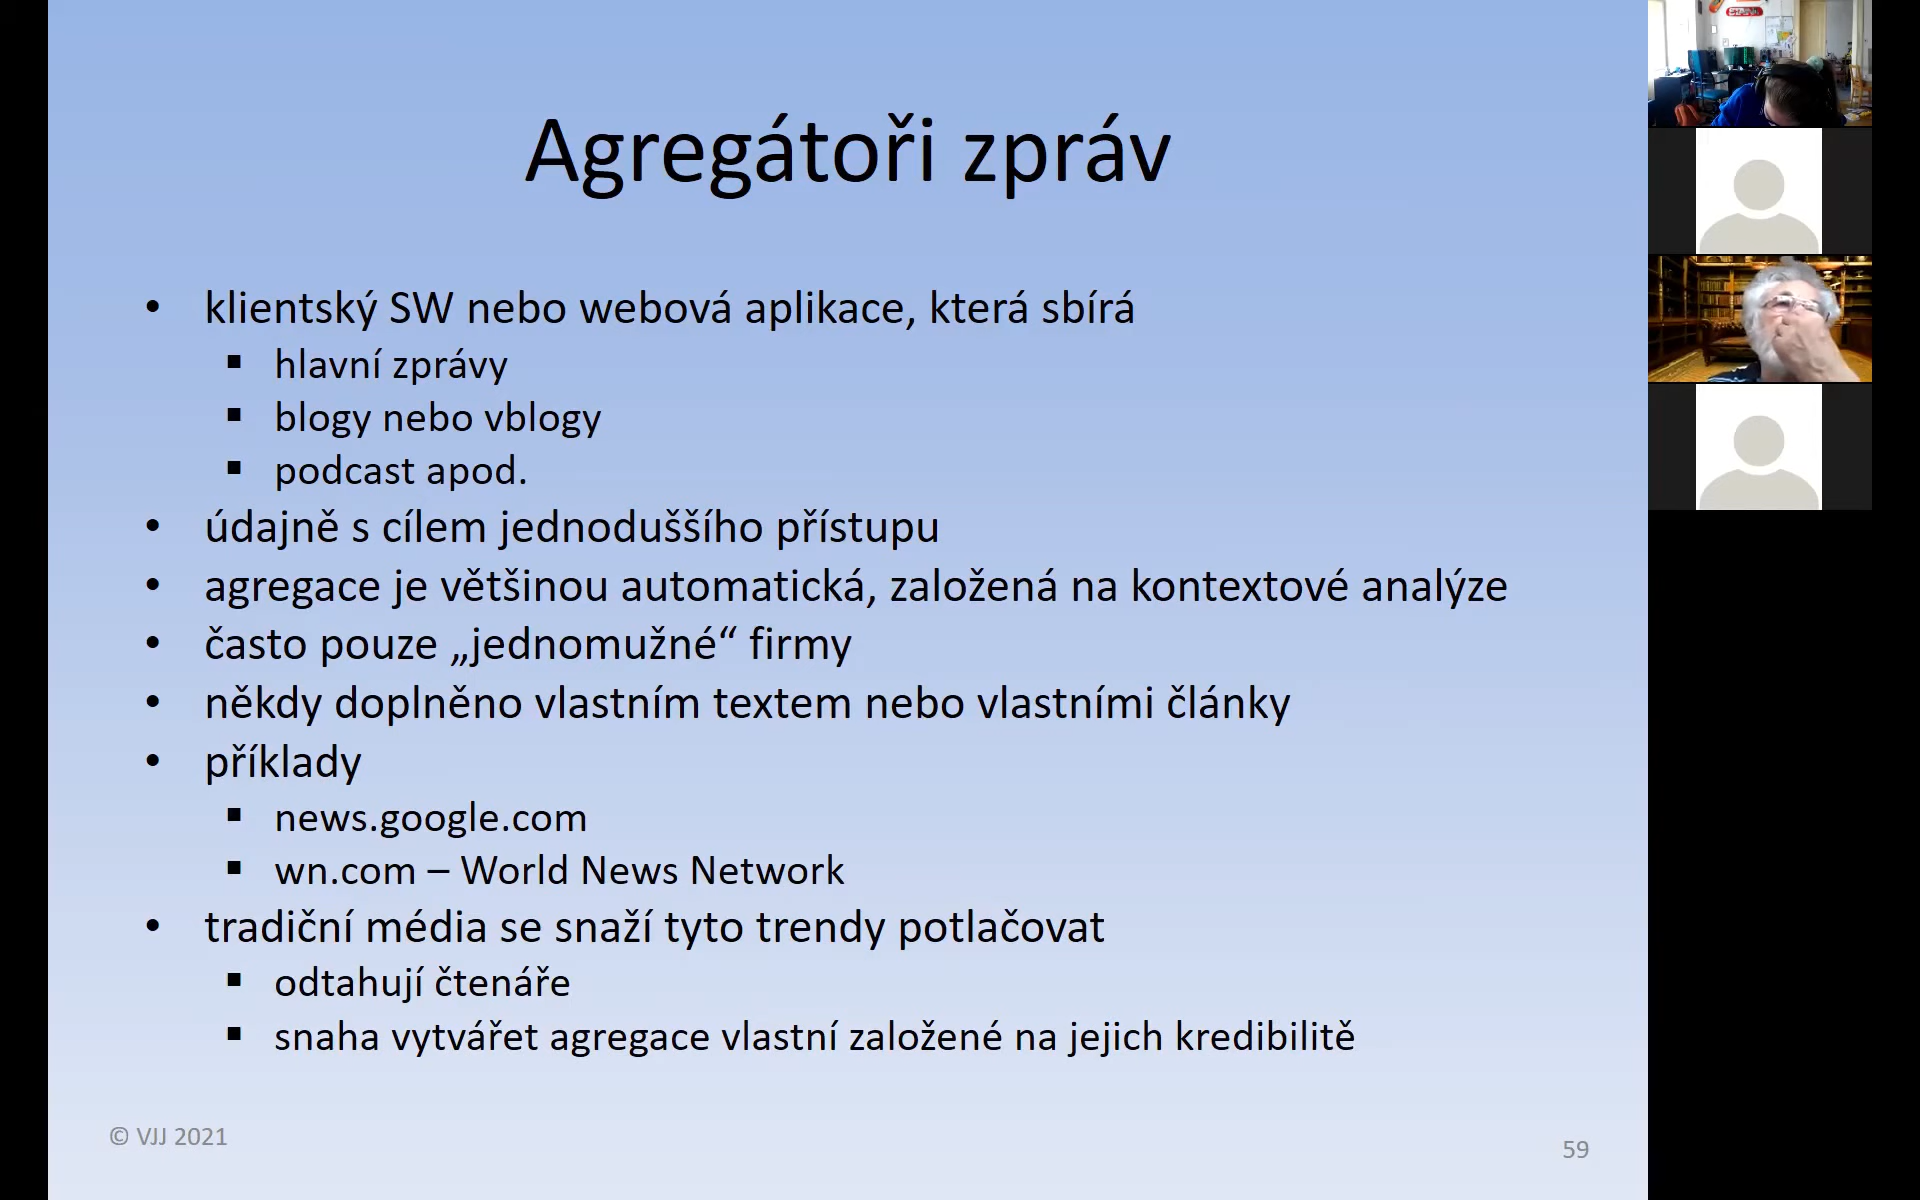 Agregátoři zpráv
• klientský SW nebo webová aplikace, která sbírá
▪ hlavní zprávy
▪ blogy nebo vblogy
▪ podcast apod.
• údajně s cílem jednoduššího přístupu
• agregace je většinou automatická, založená na kontextové analýze
• často pouze „jednomužné“ firmy
• někdy doplněno vlastním textem nebo vlastními články
• příklady
▪ news.google.com
▪ wn.com – World News Network
• tradiční média se snaží tyto trendy potlačovat
▪ odtahují čtenáře
▪ snaha vytvářet agregace vlastní založené na jejich kredibilitě
© VJJ 2021
59